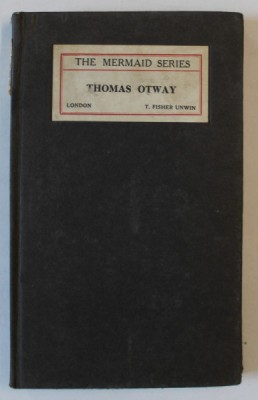 THE MERMAID SERIES
THOMAS OTWAY
LONDON T. FISHER UNWIN